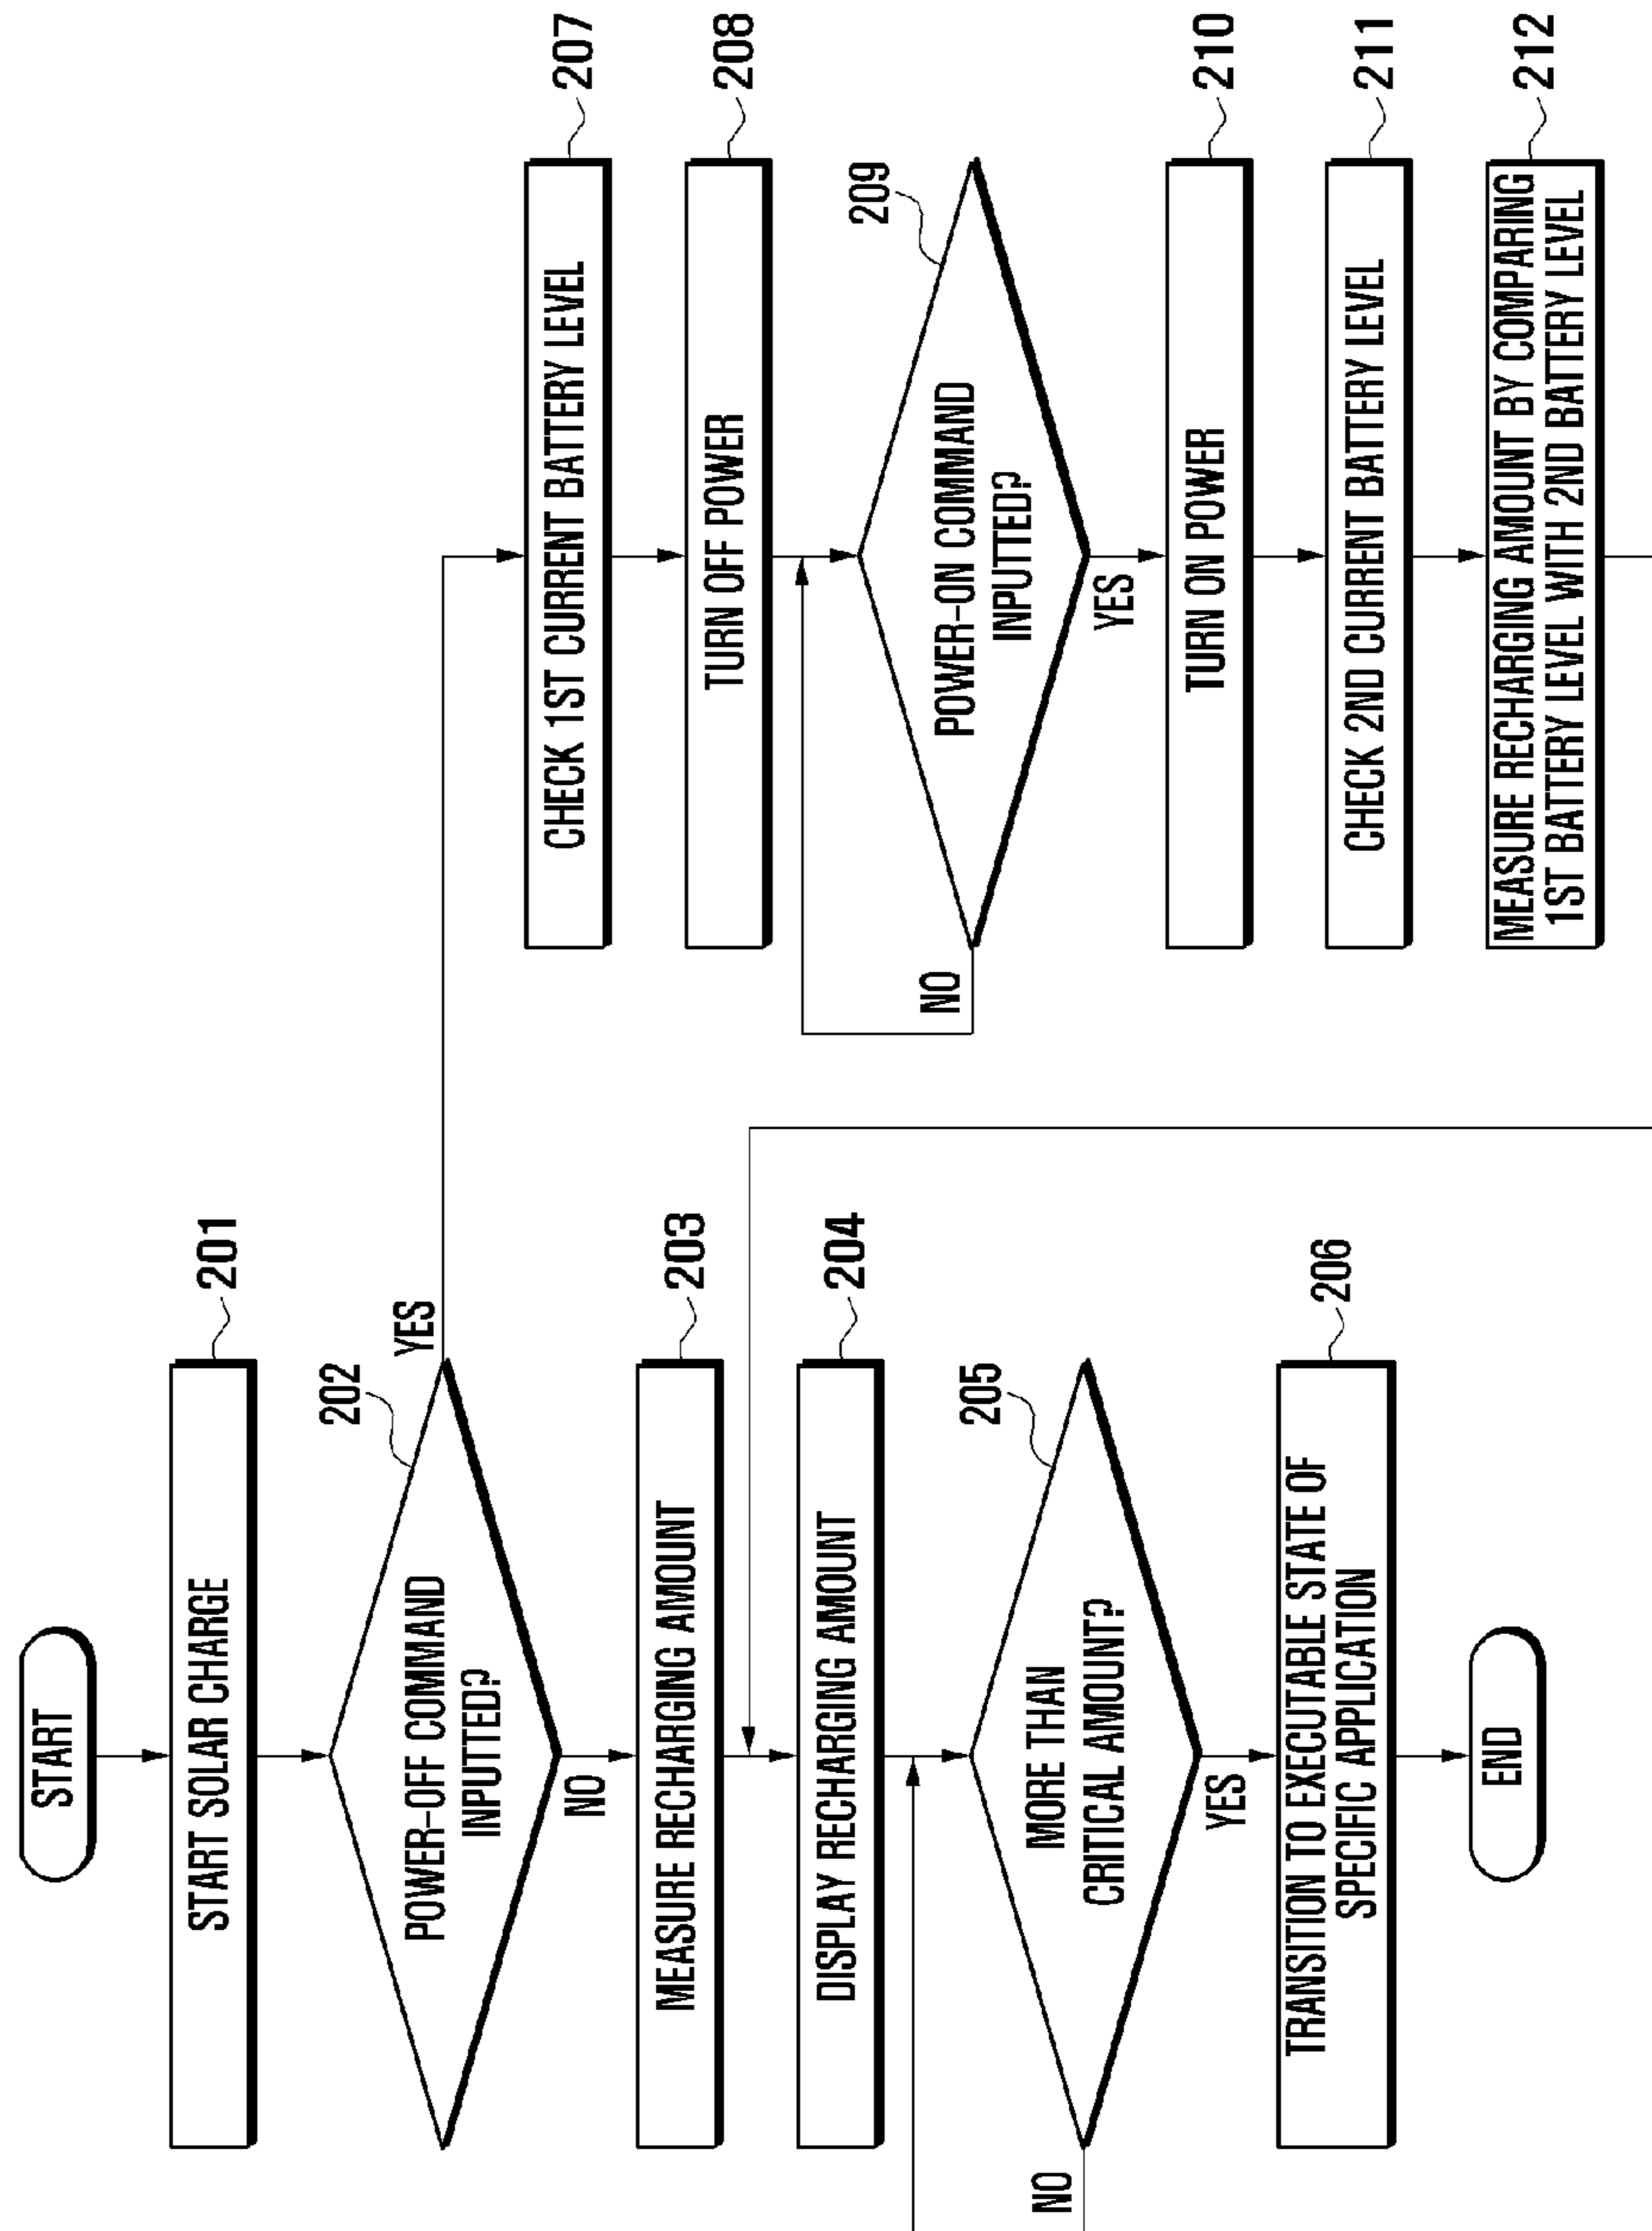 START
START SOLAR CHARGE
201
202
POWER-OFF COMMAND
INPUTTED?
YES
NO
MEASURE RECHARGING AMOUNT
203
DISPLAY RECHARGING AMOUNT
204
205
MORE THAN
CRITICAL AMOUNT?
NO
YES
TRANSITION TO EXECUTABLE STATE OF
SPECIFIC APPLICATION
206
END
CHECK 1ST CURRENT BATTERY LEVEL
207
TURN OFF POWER
208
209
POWER-ON COMMAND
INPUTTED?
NO
YES
TURN ON POWER
210
CHECK 2ND CURRENT BATTERY LEVEL
211
MEASURE RECHARGING AMOUNT BY COMPARING
1ST BATTERY LEVEL WITH 2ND BATTERY LEVEL
212